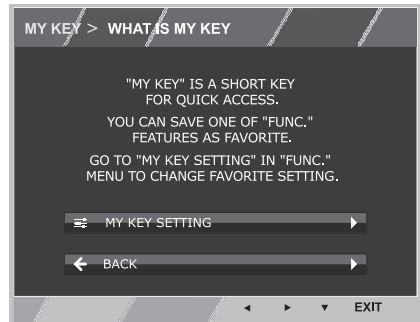 MY KEY > WHAT IS MY KEY
"MY KEY" IS A SHORT KEY
FOR QUICK ACCESS.
YOU CAN SAVE ONE OF "FUNC."
FEATURES AS FAVORITE.
GO TO "MY KEY SETTING" IN "FUNC."
MENU TO CHANGE FAVORITE SETTING.
MY KEY SETTING
BACK
EXIT